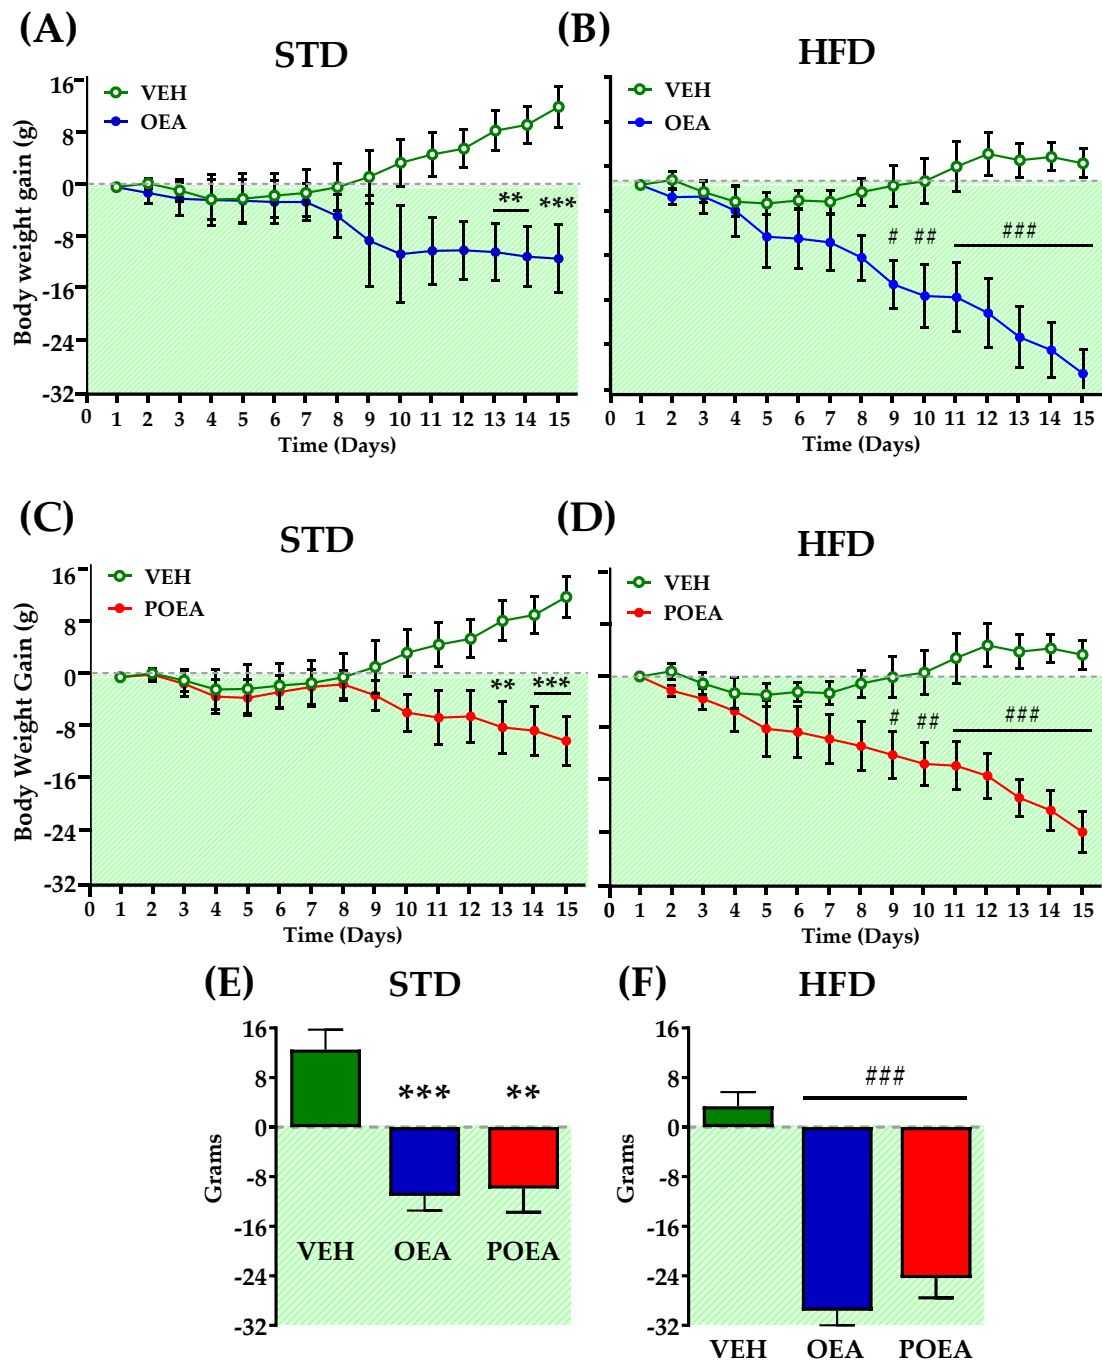 (A)
STD
16
8
0
-8
-16
-24
-32
Body weight gain (g)
VEH
OEA
**
***
0 1 2 3 4 5 6 7 8 9 10 11 12 13 14 15
Time (Days)
(B)
HFD
VEH
OEA
# ## ###
0 1 2 3 4 5 6 7 8 9 10 11 12 13 14 15
Time (Days)
(C)
STD
16
8
0
-8
-16
-24
-32
Body Weight Gain (g)
VEH
POEA
**
***
0 1 2 3 4 5 6 7 8 9 10 11 12 13 14 15
Time (Days)
(D)
HFD
VEH
POEA
# ## ###
0 1 2 3 4 5 6 7 8 9 10 11 12 13 14 15
Time (Days)
(E)
STD
16
8
0
-8
-16
-24
-32
Grams
*** **
VEH OEA POEA
(F)
HFD
16
8
0
-8
-16
-24
-32
Grams
###
VEH OEA POEA